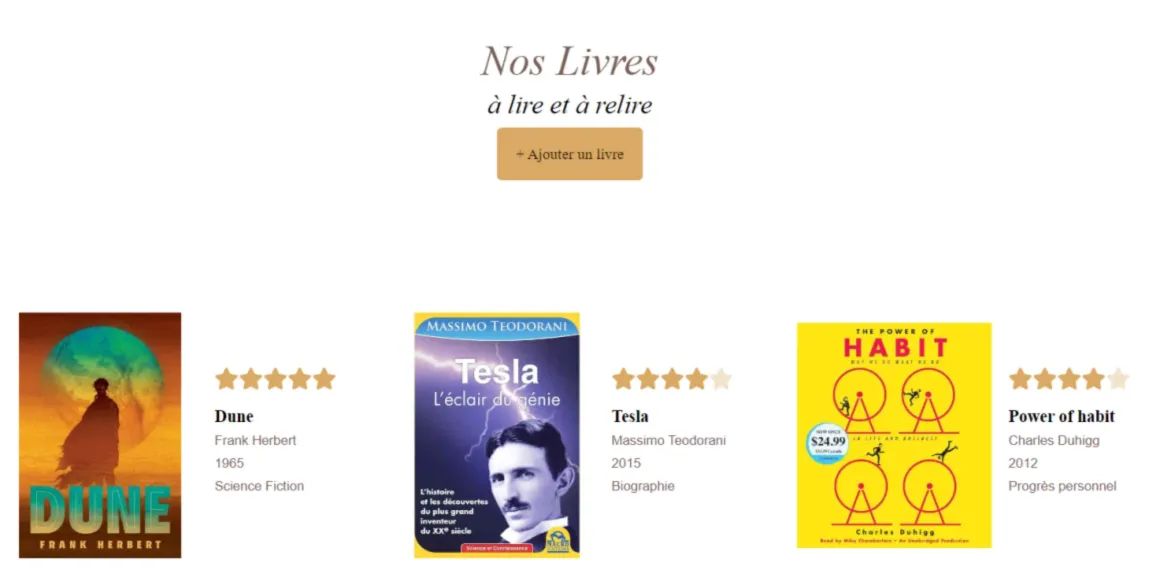 Nos Livres
à lire et à relire
+ Ajouter un livre
DUNE
FRANK HERBERT
Dune
Frank Herbert
1965
Science Fiction
MASSIMO TEODORANI
Tesla
L'éclair du génie
L'histoire
et les découvertes
du plus grand
inventeur
du XXe siècle
SCIENCE ET CONNAISSANCE
MACRO
Tesla
Massimo Teodorani
2015
Biographie
THE POWER OF
HABIT
WHY WE DO WHAT WE DO
IN LIFE AND BUSINESS
$24.99
Charles Duhigg
Read by Mike Chamberlain • An Unabridged Production
Power of habit
Charles Duhigg
2012
Progrès personnel